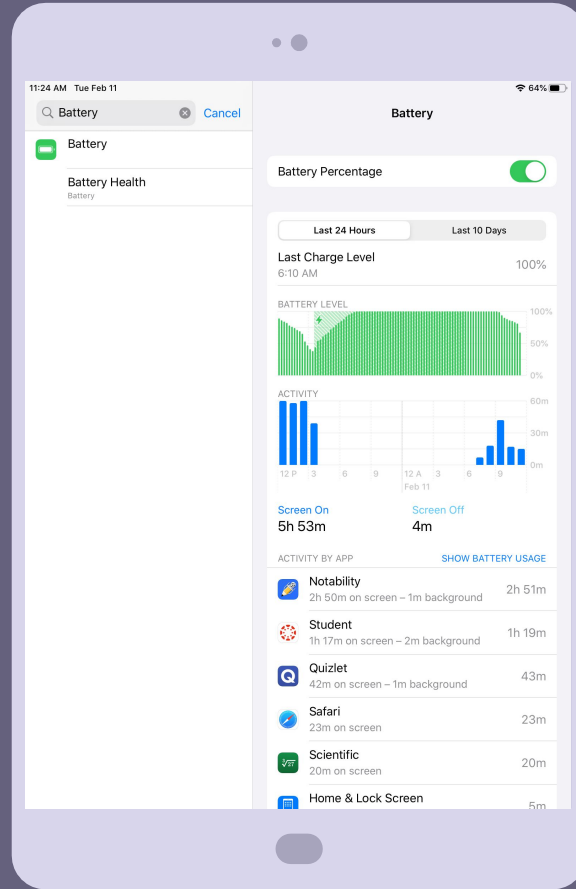 11:24 AM Tue Feb 11
64%
Battery
Cancel
Battery
Battery Health
Battery
Battery
Battery Percentage
Last 24 Hours
Last 10 Days
Last Charge Level
6:10 AM
100%
BATTERY LEVEL
100%
50%
0%
ACTIVITY
60m
30m
0m
12 P 3 6 9 12 A 3 6 9
Feb 11
Screen On
5h 53m
Screen Off
4m
ACTIVITY BY APP
SHOW BATTERY USAGE
Notability
2h 50m on screen – 1m background
2h 51m
Student
1h 17m on screen – 2m background
1h 19m
Quizlet
42m on screen – 1m background
43m
Safari
23m on screen
23m
Scientific
20m on screen
20m
Home & Lock Screen
5m